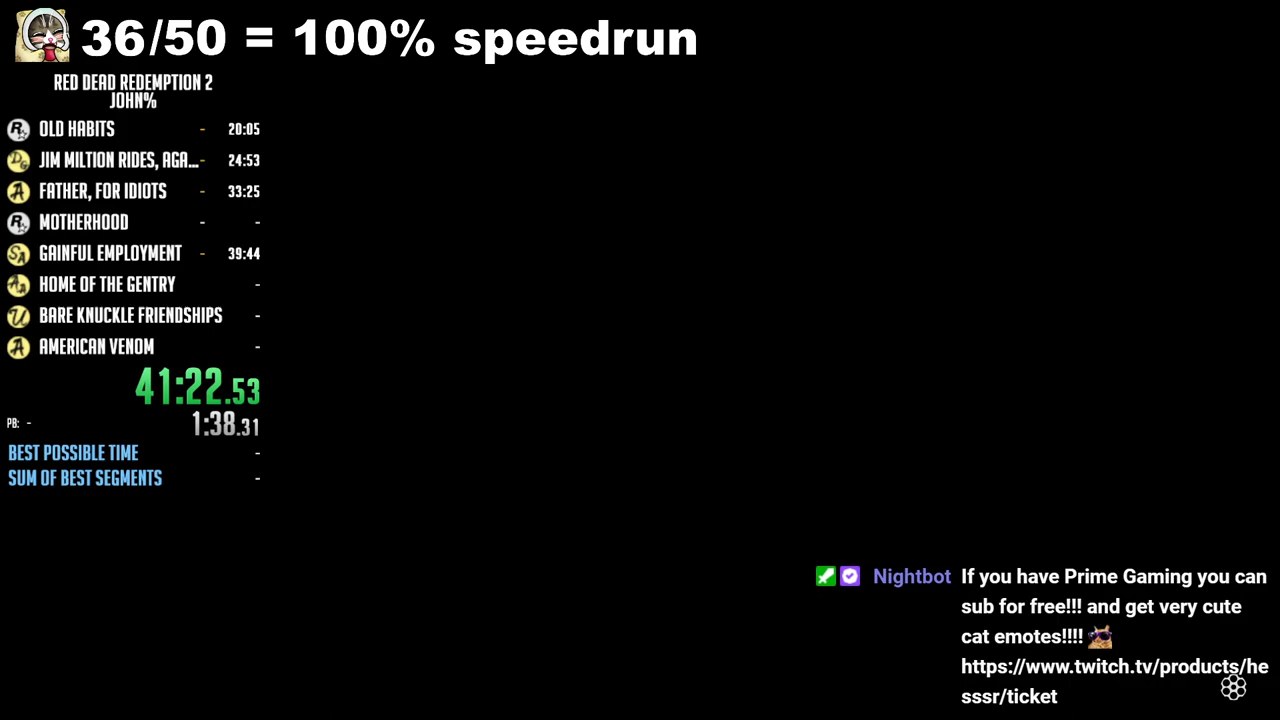 36/50 = 100% speedrun
RED DEAD REDEMPTION 2
JOHN%
OLD HABITS - 20:05
JIM MILTION RIDES, AGA...- 24:53
FATHER, FOR IDIOTS - 33:25
MOTHERHOOD - -
GAINFUL EMPLOYMENT - 39:44
HOME OF THE GENTRY -
BARE KNUCKLE FRIENDSHIPS -
AMERICAN VENOM -
41:22.53
PB: - 1:38.31
BEST POSSIBLE TIME -
SUM OF BEST SEGMENTS -
Nightbot If you have Prime Gaming you can
sub for free!!! and get very cute
cat emotes!!!!
https://www.twitch.tv/products/he
sssr/ticket